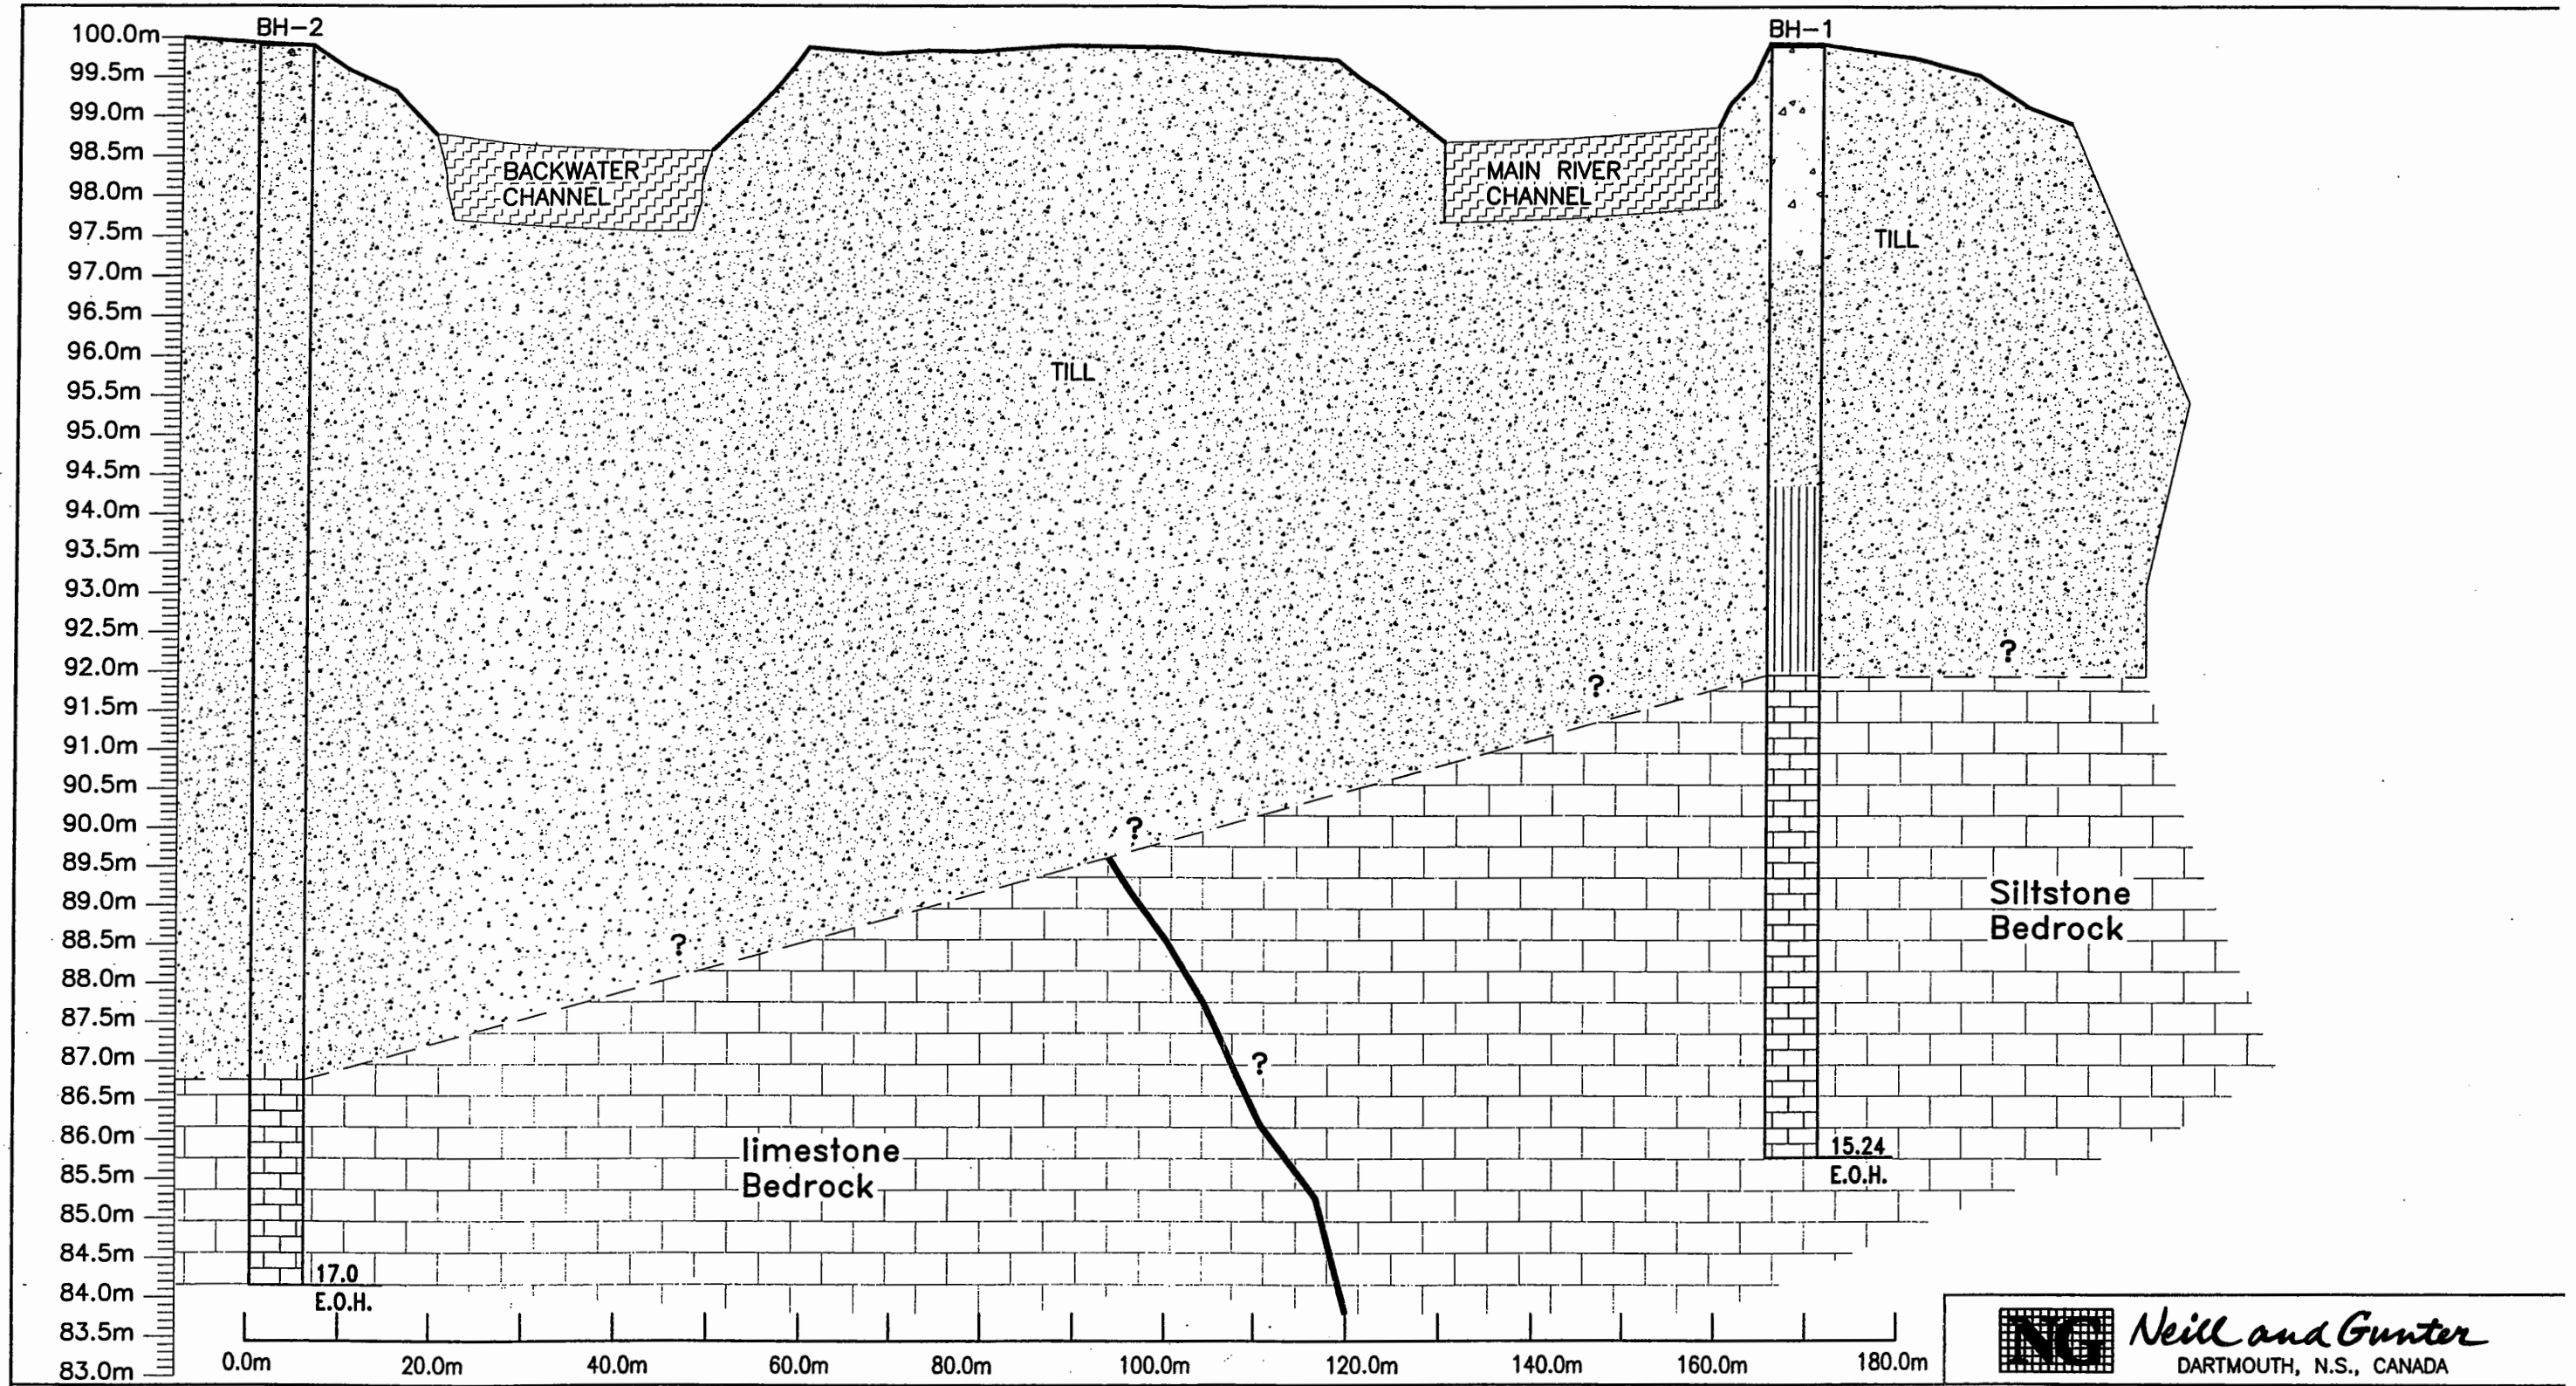 BH-2
BH-1
100.0m
99.5m
99.0m
98.5m
98.0m
97.5m
97.0m
96.5m
96.0m
95.5m
95.0m
94.5m
94.0m
93.5m
93.0m
92.5m
92.0m
91.5m
91.0m
90.5m
90.0m
89.5m
89.0m
88.5m
88.0m
87.5m
87.0m
86.5m
86.0m
85.5m
85.0m
84.5m
84.0m
83.5m
83.0m
BACKWATER
CHANNEL
MAIN RIVER
CHANNEL
TILL
TILL
?
?
?
?
?
Siltstone
Bedrock
limestone
Bedrock
15.24
E.O.H.
17.0
E.O.H.
0.0m 20.0m 40.0m 60.0m 80.0m 100.0m 120.0m 140.0m 160.0m 180.0m
NG
Neill and Gunter
DARTMOUTH, N.S., CANADA